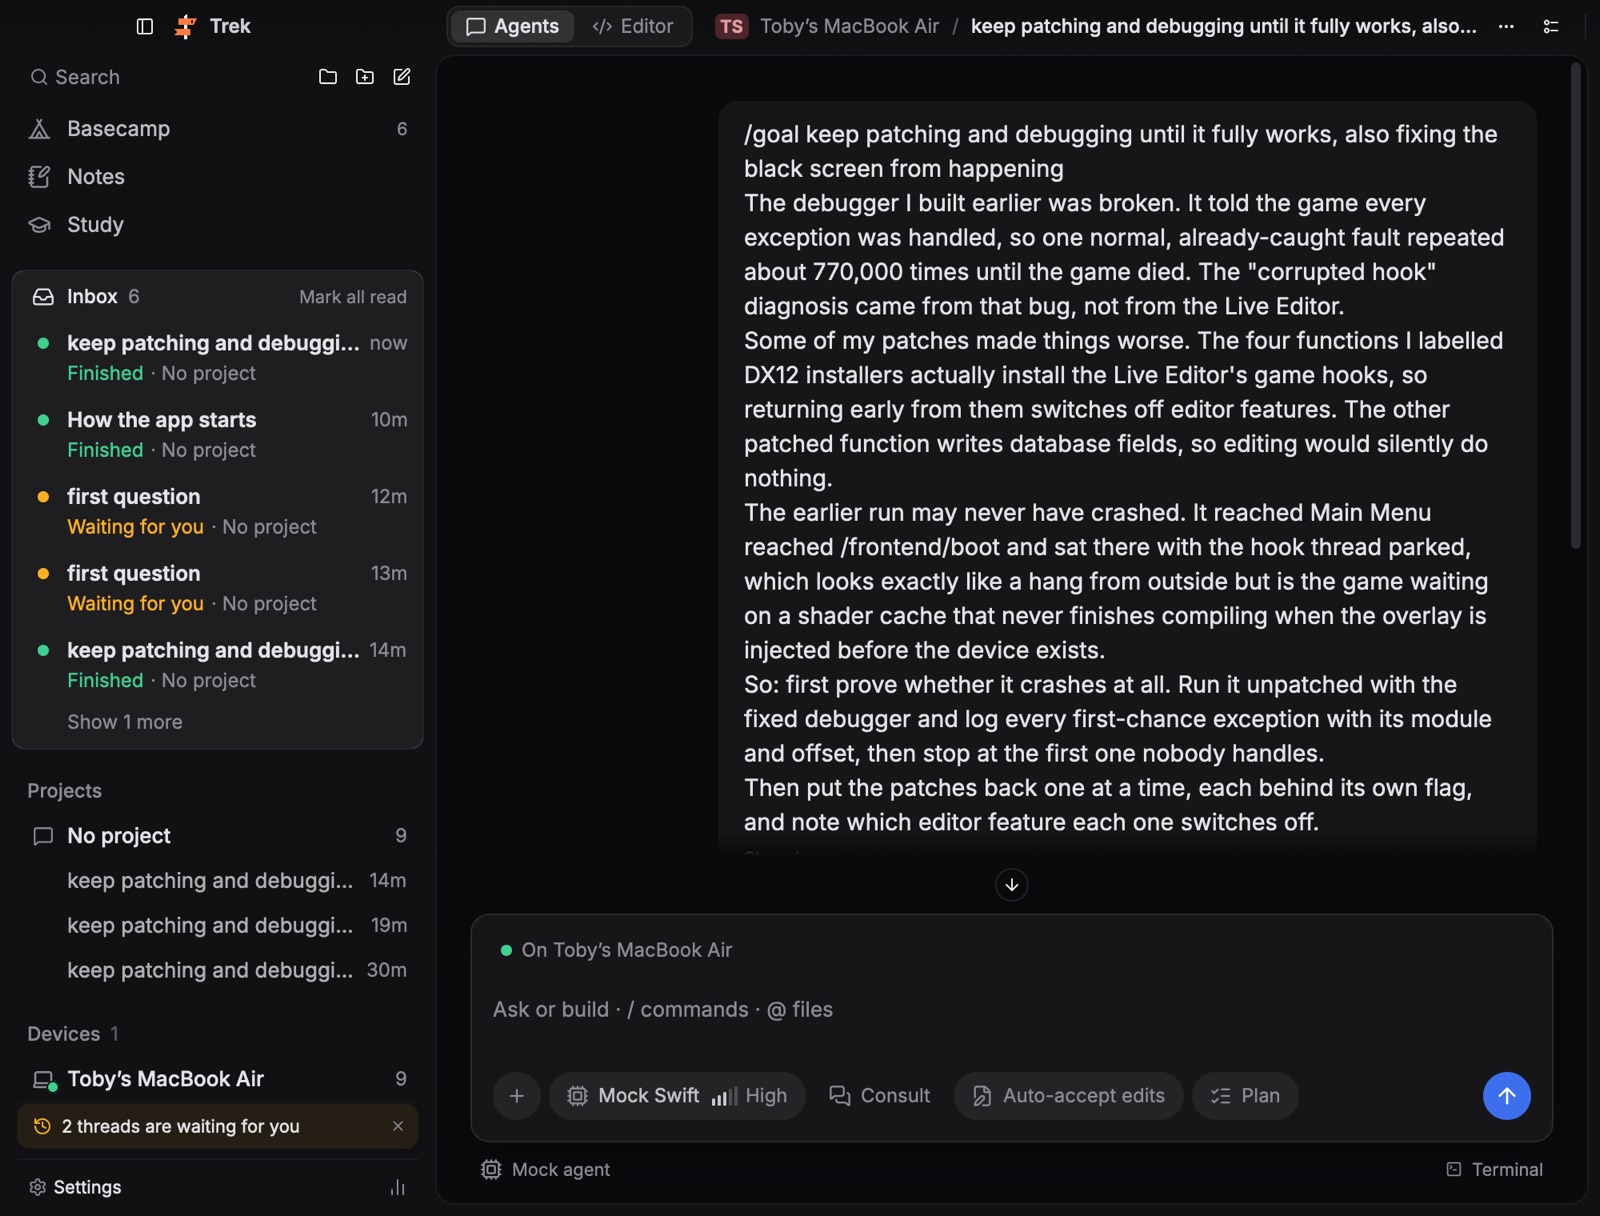 Trek
Agents
Editor
TS
Toby’s MacBook Air / keep patching and debugging until it fully works, also...
Search
Basecamp 6
Notes
Study
Inbox 6 Mark all read
keep patching and debuggi... now
Finished · No project
How the app starts 10m
Finished · No project
first question 12m
Waiting for you · No project
first question 13m
Waiting for you · No project
keep patching and debuggi... 14m
Finished · No project
Show 1 more
Projects
No project 9
keep patching and debuggi... 14m
keep patching and debuggi... 19m
keep patching and debuggi... 30m
Devices 1
Toby’s MacBook Air 9
2 threads are waiting for you
Settings
/goal keep patching and debugging until it fully works, also fixing the
black screen from happening
The debugger I built earlier was broken. It told the game every
exception was handled, so one normal, already-caught fault repeated
about 770,000 times until the game died. The "corrupted hook"
diagnosis came from that bug, not from the Live Editor.
Some of my patches made things worse. The four functions I labelled
DX12 installers actually install the Live Editor's game hooks, so
returning early from them switches off editor features. The other
patched function writes database fields, so editing would silently do
nothing.
The earlier run may never have crashed. It reached Main Menu
reached /frontend/boot and sat there with the hook thread parked,
which looks exactly like a hang from outside but is the game waiting
on a shader cache that never finishes compiling when the overlay is
injected before the device exists.
So: first prove whether it crashes at all. Run it unpatched with the
fixed debugger and log every first-chance exception with its module
and offset, then stop at the first one nobody handles.
Then put the patches back one at a time, each behind its own flag,
and note which editor feature each one switches off.
On Toby’s MacBook Air
Ask or build · / commands · @ files
Mock Swift High
Consult
Auto-accept edits
Plan
Mock agent
Terminal